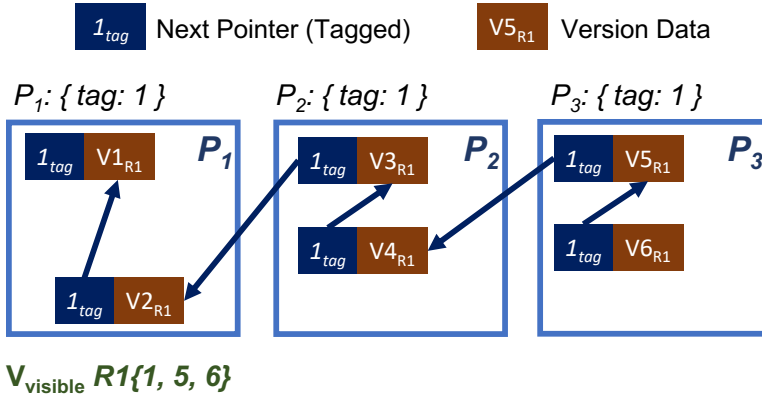 1tag Next Pointer (Tagged) V5R1 Version Data
P1: { tag: 1 } P2: { tag: 1 } P3: { tag: 1 }
1tag V1R1 P1 1tag V3R1 P2 1tag V5R1 P3
1tag V4R1 1tag V6R1
1tag V2R1
Vvisible R1{1, 5, 6}